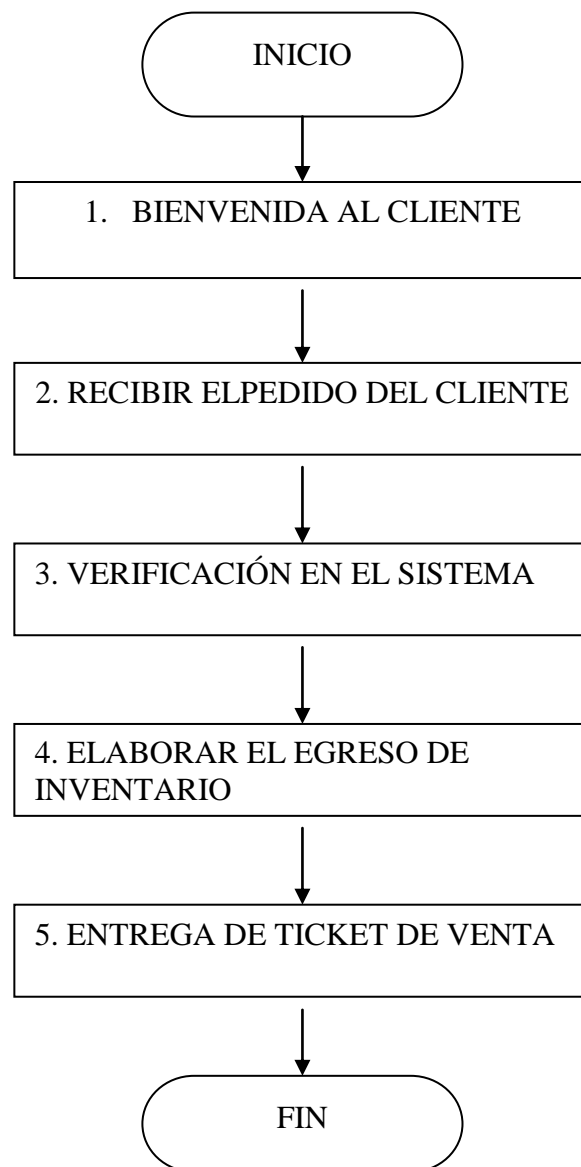 INICIO
1. BIENVENIDA AL CLIENTE
2. RECIBIR ELPEDIDO DEL CLIENTE
3. VERIFICACIÓN EN EL SISTEMA
4. ELABORAR EL EGRESO DE
INVENTARIO
5. ENTREGA DE TICKET DE VENTA
FIN